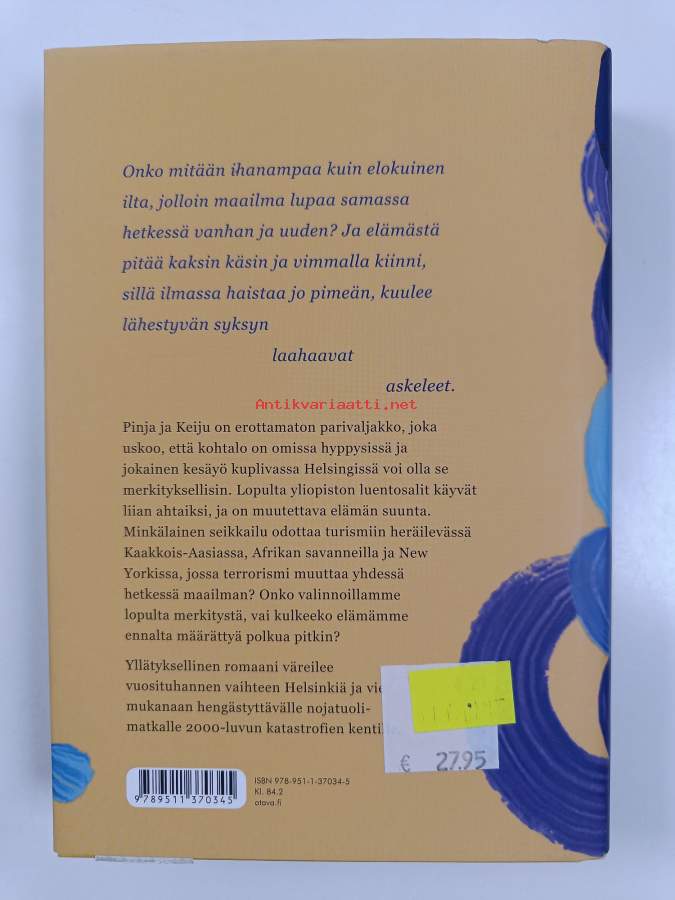 Onko mitään ihanampaa kuin elokuinen
ilta, jolloin maailma lupaa samassa
hetkessä vanhan ja uuden? Ja elämästä
pitää kaksin käsin ja vimmalla kiinni,
sillä ilmassa haistaa jo pimeän, kuulee
lähestyvän syksyn
laahaavat
askeleet.
Antikvariaatti.net
Pinja ja Keiju on erottamaton parivaljakko, joka
uskoo, että kohtalo on omissa hyppysissä ja
jokainen kesäyö kuplivassa Helsingissä voi olla se
merkityksellisin. Lopulta yliopiston luentosalit käyvät
liian ahtaiksi, ja on muutettava elämän suunta.
Minkälainen seikkailu odottaa turismiin heräilevässä
Kaakkois-Aasiassa, Afrikan savanneilla ja New
Yorkissa, jossa terrorismi muuttaa yhdessä
hetkessä maailman? Onko valinnoillamme
lopulta merkitystä, vai kulkeeko elämämme
ennalta määrättyä polkua pitkin?
Yllätyksellinen romaani väreilee
vuosituhannen vaihteen Helsinkiä ja
mukanaan hengästyttävälle nojatuoli-
matkalle 2000-luvun katastrofien
€ 27.95
ISBN 978-951-1-37034-5
Kl. 84.2
otava.fi
9 789511 370345